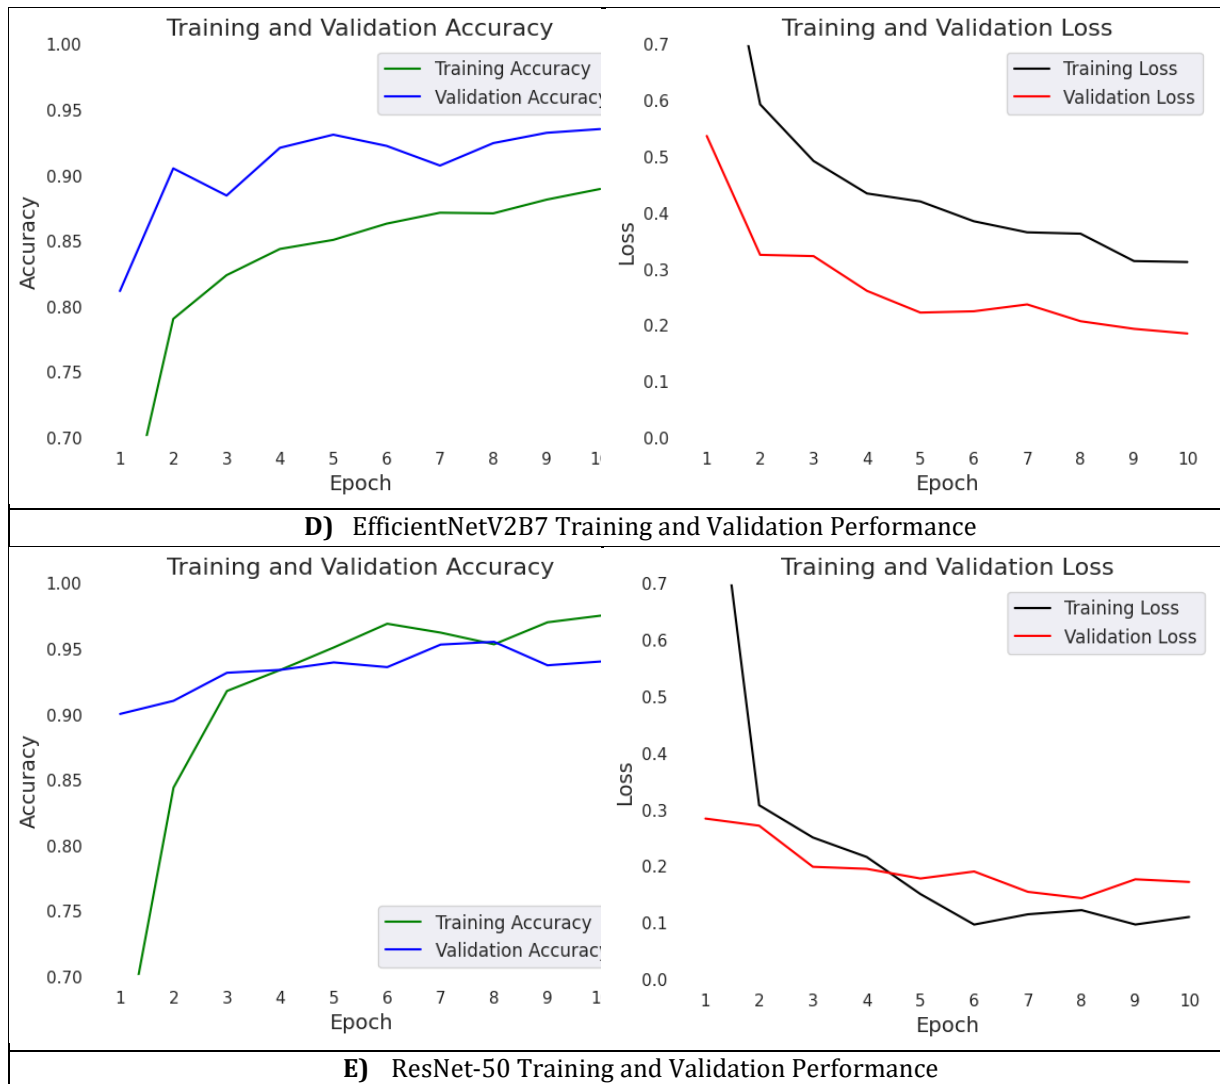 Training and Validation Accuracy
1.00
0.95
0.90
0.85
0.80
0.75
0.70
Accuracy
Training Accuracy
Validation Accuracy
1 2 3 4 5 6 7 8 9 1
Epoch
Training and Validation Loss
0.7
0.6
0.5
0.4
0.3
0.2
0.1
0.0
Loss
Training Loss
Validation Loss
1 2 3 4 5 6 7 8 9 10
Epoch
D) EfficientNetV2B7 Training and Validation Performance
Training and Validation Accuracy
1.00
0.95
0.90
0.85
0.80
0.75
0.70
Accuracy
Training Accuracy
Validation Accuracy
1 2 3 4 5 6 7 8 9 1
Epoch
Training and Validation Loss
0.7
0.6
0.5
0.4
0.3
0.2
0.1
0.0
Loss
Training Loss
Validation Loss
1 2 3 4 5 6 7 8 9 10
Epoch
E) ResNet-50 Training and Validation Performance